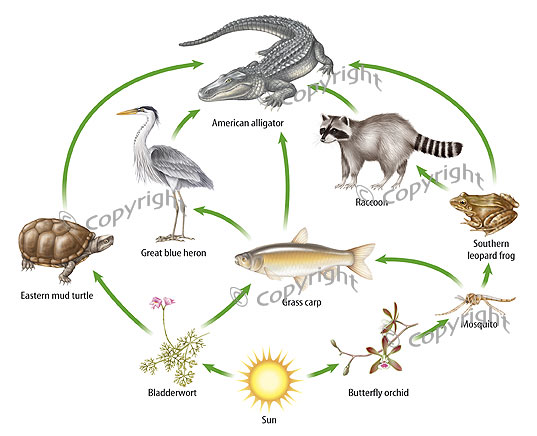 Copyright
American alligator
Copyright
Raccoon
Copyright
Great blue heron
Southern
leopard frog
Copyright
Eastern mud turtle
Grass carp
Copyright
Mosquito
Copyright
Bladderwort
Butterfly orchid
Sun